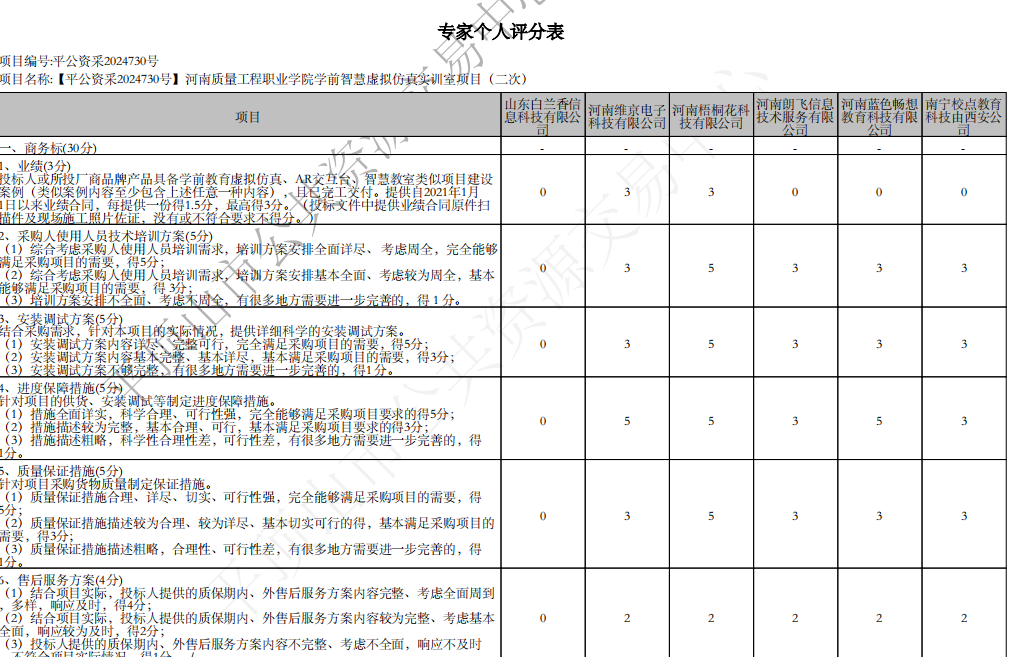 专家个人评分表
项目编号:平公资采2024730号
项目名称:【平公资采2024730号】河南质量工程职业学院学前智慧虚拟仿真实训室项目（二次）
项目
山东白兰香信息科技有限公司
河南维京电子科技有限公司
河南梧桐花科技有限公司
河南朗飞信息技术服务有限公司
河南蓝色畅想教育科技有限公司
南宁校点教育科技由西安公司
一、商务标(30分)
- - - - - -
1、业绩(3分)
投标人或所投厂商品牌产品具备学前教育虚拟仿真、AR交互台、智慧教室类似项目建设
案例（类似案例内容至少包含上述任意一种内容），且已完工交付。提供自2021年1月
1日以来业绩合同，每提供一份得1.5分，最高得3分。（投标文件中提供业绩合同原件扫
描件及现场施工照片佐证，没有或不符合要求不得分。）
0 3 3 0 0 0
2、采购人使用人员技术培训方案(5分)
（1）综合考虑采购人使用人员培训需求，培训方案安排全面详尽、考虑周全，完全能够
满足采购项目的需要，得5分；
（2）综合考虑采购人使用人员培训需求，培训方案安排基本全面、考虑较为周全，基本
能够满足采购项目的需要，得 3分；
（3）培训方案安排不全面、考虑不周全，有很多地方需要进一步完善的，得 1 分。
0 3 5 3 3 3
3、安装调试方案(5分)
结合采购需求，针对本项目的实际情况，提供详细科学的安装调试方案。
（1）安装调试方案内容详尽、完整可行，完全满足采购项目的需要，得5分；
（2）安装调试方案内容基本完整、基本详尽，基本满足采购项目的需要，得3分；
（3）安装调试方案不够完整，有很多地方需要进一步完善的，得1分。
0 3 5 3 3 3
4、进度保障措施(5分)
针对项目的供货、安装调试等制定进度保障措施。
（1）措施全面详实，科学合理、可行性强，完全能够满足采购项目要求的得5分；
（2）措施描述较为完整，基本合理、可行，基本满足采购项目要求的得3分；
（3）措施描述粗略，科学性合理性差，可行性差，有很多地方需要进一步完善的，得
1分。
0 5 5 3 5 3
5、质量保证措施(5分)
针对项目采购货物质量制定保证措施。
（1）质量保证措施合理、详尽、切实、可行性强，完全能够满足采购项目的需要，得
5分；
（2）质量保证措施描述较为合理、较为详尽、基本切实可行的得，基本满足采购项目的
需要，得3分；
（3）质量保证措施描述粗略，合理性、可行性差，有很多地方需要进一步完善的，得
1分。
0 3 5 3 3 3
6、售后服务方案(4分)
（1）结合项目实际，投标人提供的质保期内、外售后服务方案内容完整、考虑全面周到
，多样，响应及时，得4分；
（2）结合项目实际，投标人提供的质保期内、外售后服务方案内容较为完整、考虑基本
全面，响应较为及时，得2分；
（3）投标人提供的质保期内、外售后服务方案内容不完整、考虑不全面，响应不及时
，不符合项目实际情况，得1分。
0 2 2 2 2 2
平顶山市公共资源交易中心
平顶山市公共资源交易中心